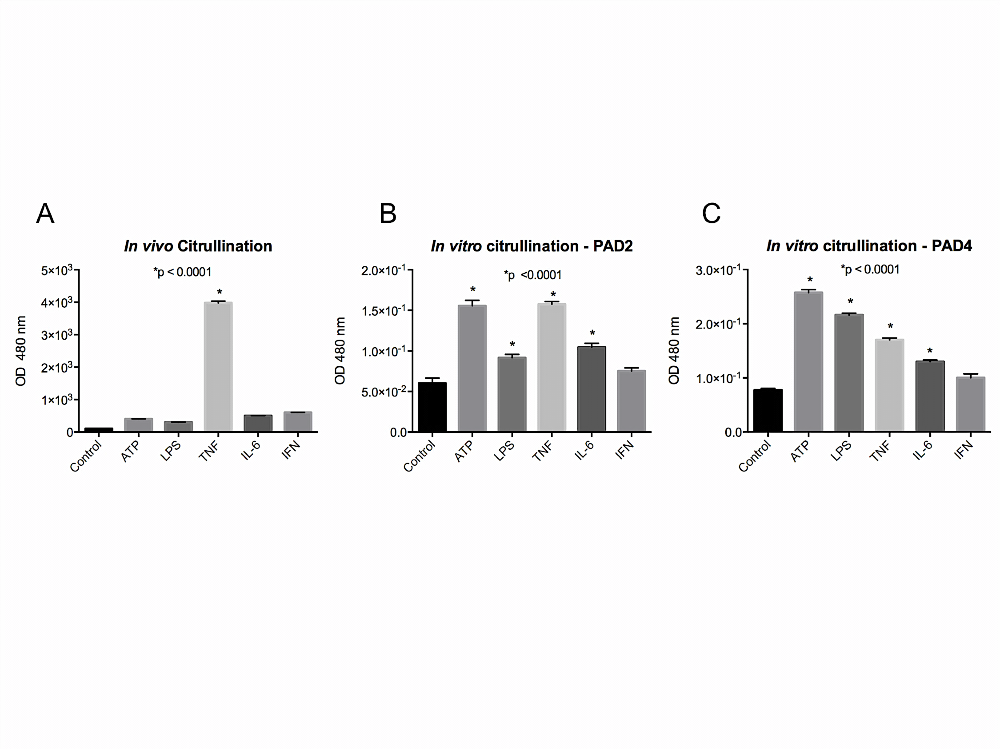 A
In vivo Citrullination
*p < 0.0001
OD 480 nm
5×10³
4×10³
3×10³
2×10³
1×10³
0
*
Control
ATP
LPS
TNF
IL-6
IFN
B
In vitro citrullination - PAD2
*p <0.0001
OD 480 nm
2.0×10⁻¹
1.5×10⁻¹
1.0×10⁻¹
5.0×10⁻²
0.0
*
*
*
*
Control
ATP
LPS
TNF
IL-6
IFN
C
In vitro citrullination - PAD4
*p < 0.0001
OD 480 nm
3.0×10⁻¹
2.0×10⁻¹
1.0×10⁻¹
0.0
*
*
*
*
Control
ATP
LPS
TNF
IL-6
IFN